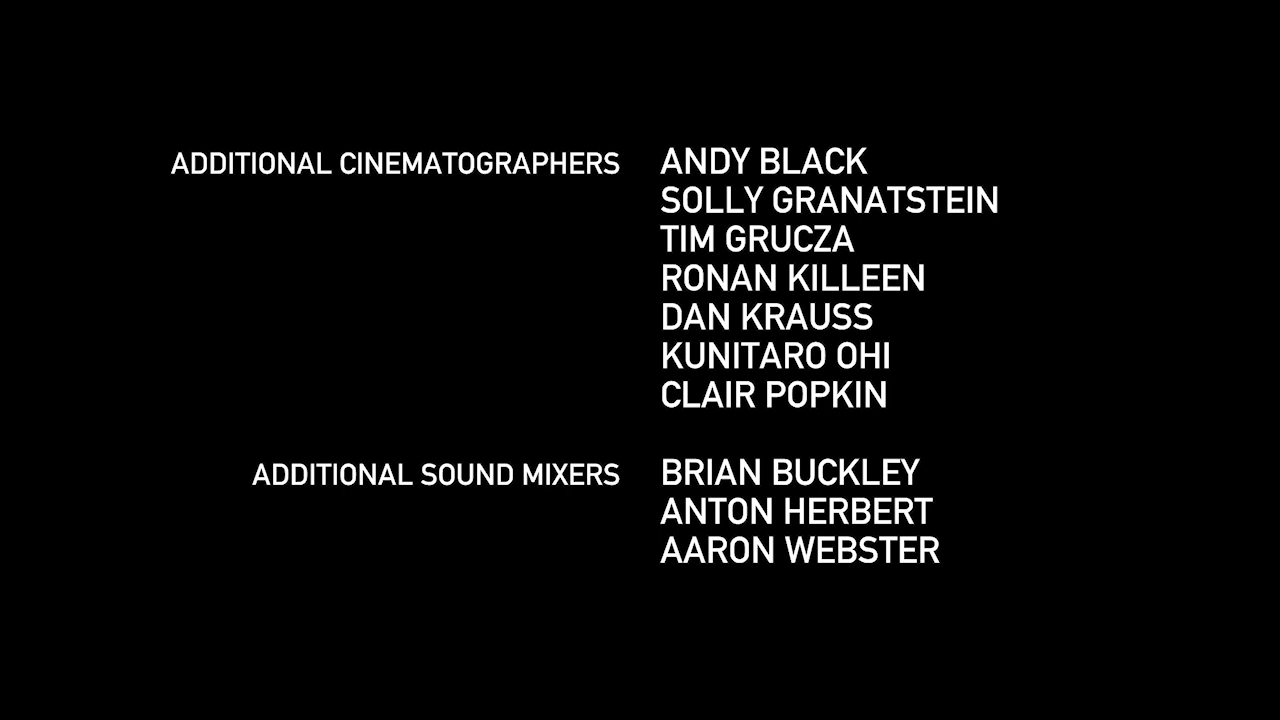 ADDITIONAL CINEMATOGRAPHERS ANDY BLACK
SOLLY GRANATSTEIN
TIM GRUCZA
RONAN KILLEEN
DAN KRAUSS
KUNITARO OHI
CLAIR POPKIN
ADDITIONAL SOUND MIXERS BRIAN BUCKLEY
ANTON HERBERT
AARON WEBSTER